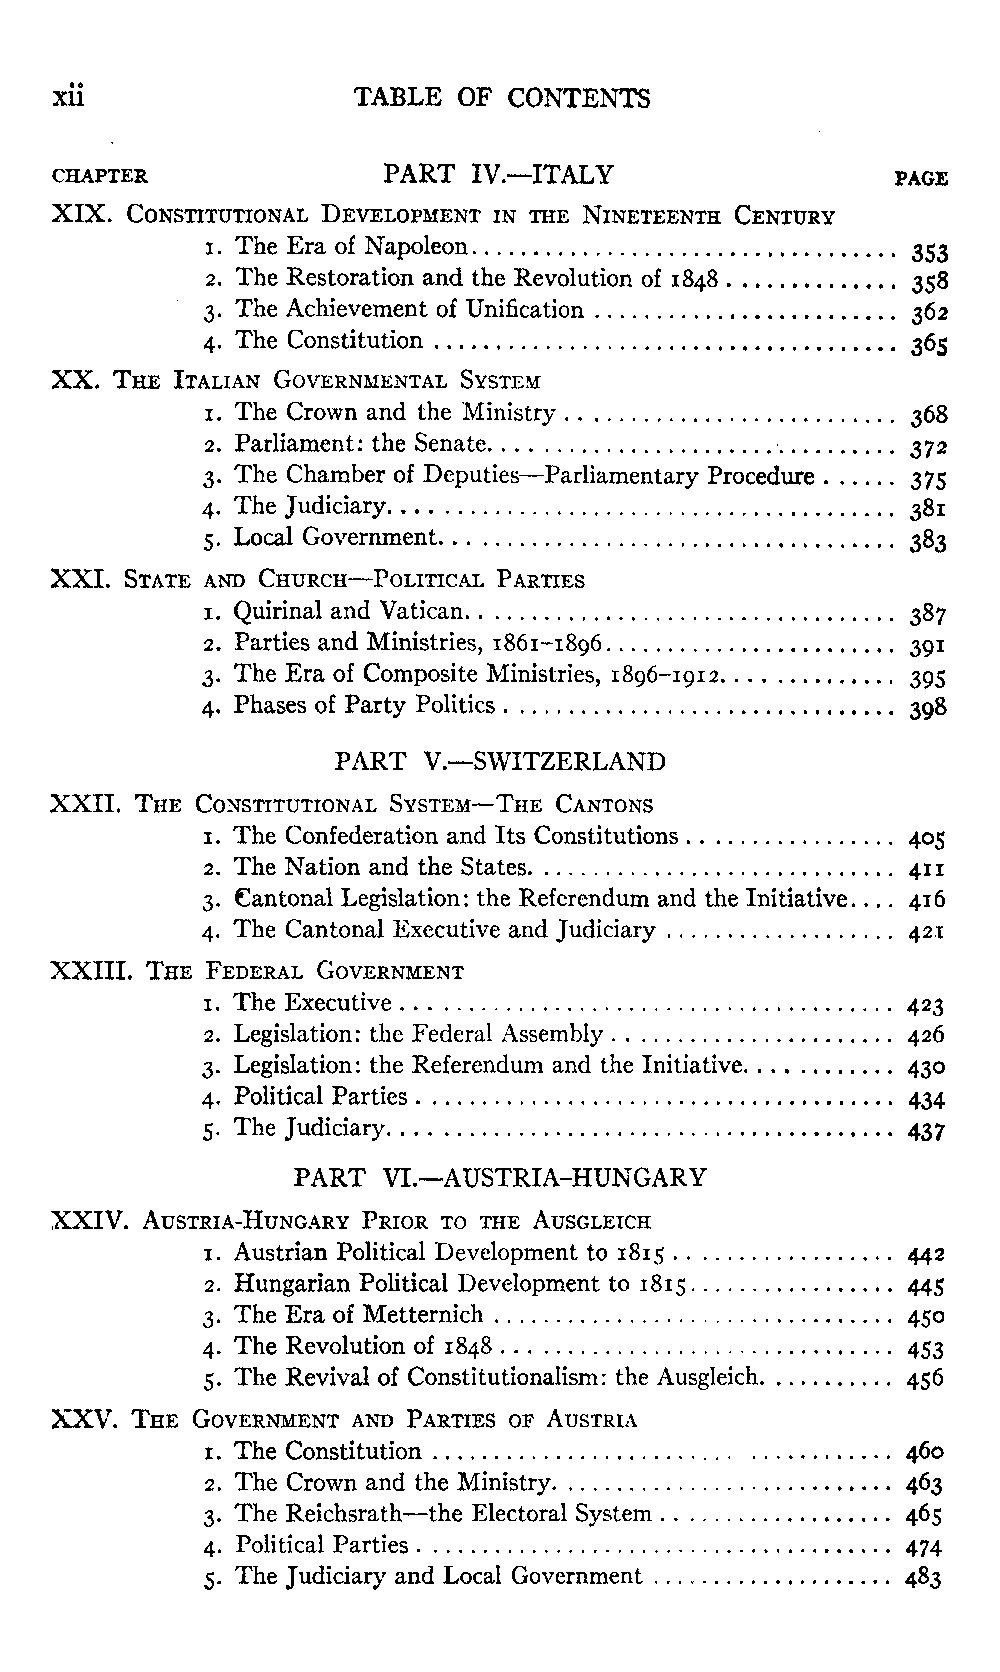 xii TABLE OF CONTENTS
CHAPTER PART IV.—ITALY PAGE
XIX. CONSTITUTIONAL DEVELOPMENT IN THE NINETEENTH CENTURY
1. The Era of Napoleon.................................. 353
2. The Restoration and the Revolution of 1848.............. 358
3. The Achievement of Unification......................... 362
4. The Constitution...................................... 365
XX. THE ITALIAN GOVERNMENTAL SYSTEM
1. The Crown and the Ministry........................... 368
2. Parliament: the Senate................................. 372
3. The Chamber of Deputies—Parliamentary Procedure...... 375
4. The Judiciary......................................... 381
5. Local Government..................................... 383
XXI. STATE AND CHURCH—POLITICAL PARTIES
1. Quirinal and Vatican................................... 387
2. Parties and Ministries, 1861–1896........................ 391
3. The Era of Composite Ministries, 1896–1912.............. 395
4. Phases of Party Politics................................ 398
PART V.—SWITZERLAND
XXII. THE CONSTITUTIONAL SYSTEM—THE CANTONS
1. The Confederation and Its Constitutions................. 405
2. The Nation and the States.............................. 411
3. Cantonal Legislation: the Referendum and the Initiative.... 416
4. The Cantonal Executive and Judiciary................... 421
XXIII. THE FEDERAL GOVERNMENT
1. The Executive......................................... 423
2. Legislation: the Federal Assembly....................... 426
3. Legislation: the Referendum and the Initiative............ 430
4. Political Parties....................................... 434
5. The Judiciary......................................... 437
PART VI.—AUSTRIA-HUNGARY
XXIV. AUSTRIA-HUNGARY PRIOR TO THE AUSGLEICH
1. Austrian Political Development to 1815.................. 442
2. Hungarian Political Development to 1815................. 445
3. The Era of Metternich................................. 450
4. The Revolution of 1848................................ 453
5. The Revival of Constitutionalism: the Ausgleich........... 456
XXV. THE GOVERNMENT AND PARTIES OF AUSTRIA
1. The Constitution...................................... 460
2. The Crown and the Ministry............................ 463
3. The Reichsrath—the Electoral System................... 465
4. Political Parties....................................... 474
5. The Judiciary and Local Government.................... 483